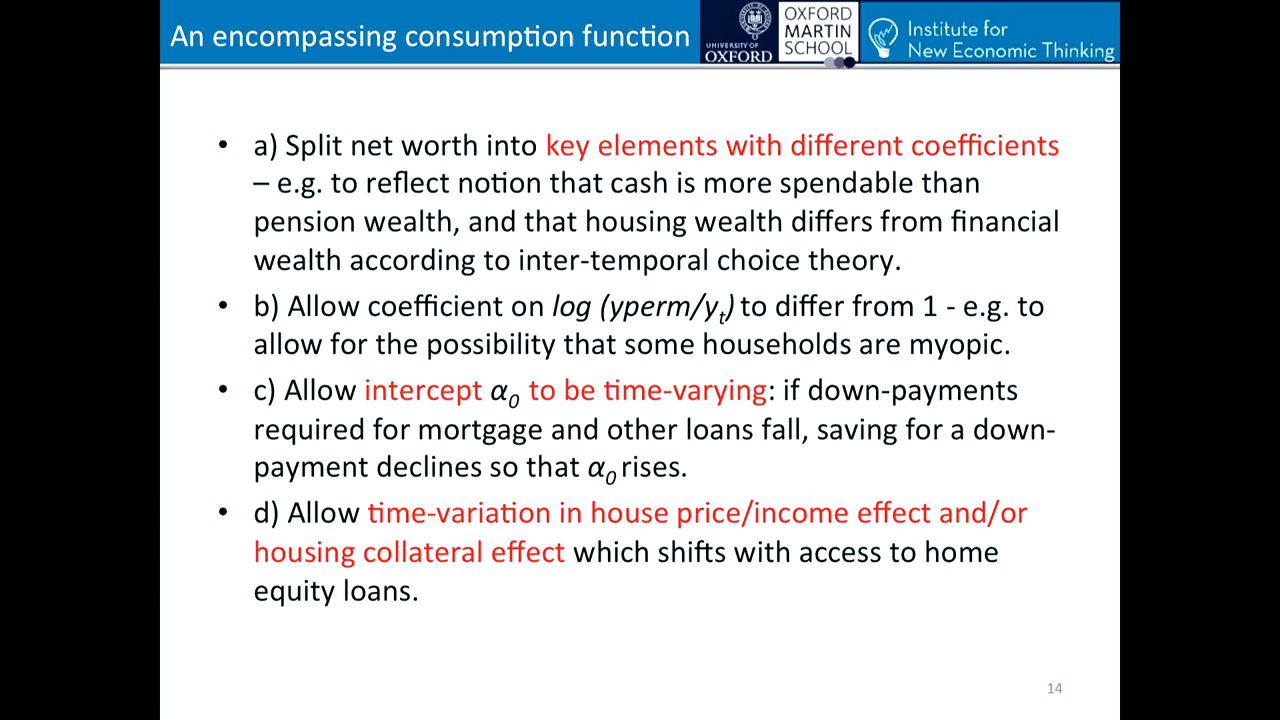 An encompassing consumption function
UNIVERSITY OF
OXFORD
OXFORD
MARTIN
SCHOOL
Institute for
New Economic Thinking
• a) Split net worth into key elements with different coefficients
– e.g. to reflect notion that cash is more spendable than
pension wealth, and that housing wealth differs from financial
wealth according to inter-temporal choice theory.
• b) Allow coefficient on log (yperm/yt) to differ from 1 - e.g. to
allow for the possibility that some households are myopic.
• c) Allow intercept α0 to be time-varying: if down-payments
required for mortgage and other loans fall, saving for a down-
payment declines so that α0 rises.
• d) Allow time-variation in house price/income effect and/or
housing collateral effect which shifts with access to home
equity loans.
14